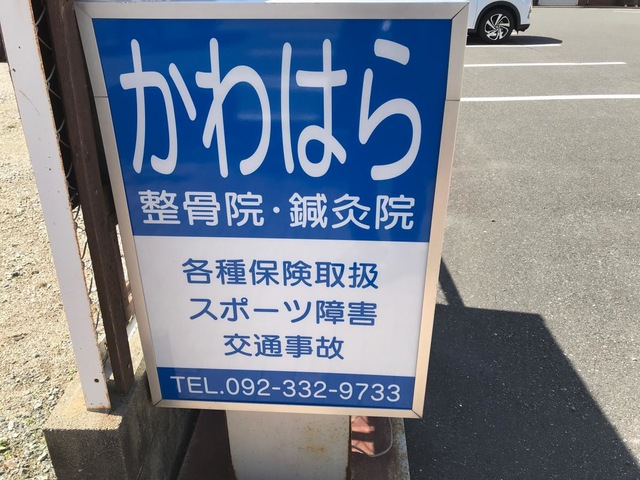 かわはら
整骨院・鍼灸院
各種保険取扱
スポーツ障害
交通事故
TEL.092-332-9733